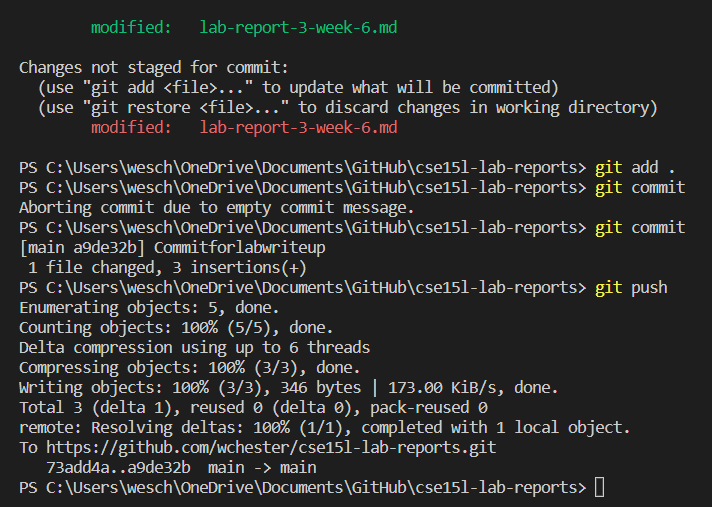 modified:   lab-report-3-week-6.md
Changes not staged for commit:
(use "git add <file>..." to update what will be committed)
(use "git restore <file>..." to discard changes in working directory)
modified:   lab-report-3-week-6.md
PS C:\Users\wesch\OneDrive\Documents\GitHub\cse15l-lab-reports> git add .
PS C:\Users\wesch\OneDrive\Documents\GitHub\cse15l-lab-reports> git commit
Aborting commit due to empty commit message.
PS C:\Users\wesch\OneDrive\Documents\GitHub\cse15l-lab-reports> git commit
[main a9de32b] Commitforlabwriteup
1 file changed, 3 insertions(+)
PS C:\Users\wesch\OneDrive\Documents\GitHub\cse15l-lab-reports> git push
Enumerating objects: 5, done.
Counting objects: 100% (5/5), done.
Delta compression using up to 6 threads
Compressing objects: 100% (3/3), done.
Writing objects: 100% (3/3), 346 bytes | 173.00 KiB/s, done.
Total 3 (delta 1), reused 0 (delta 0), pack-reused 0
remote: Resolving deltas: 100% (1/1), completed with 1 local object.
To https://github.com/wchester/cse15l-lab-reports.git
73add4a..a9de32b  main -> main
PS C:\Users\wesch\OneDrive\Documents\GitHub\cse15l-lab-reports>